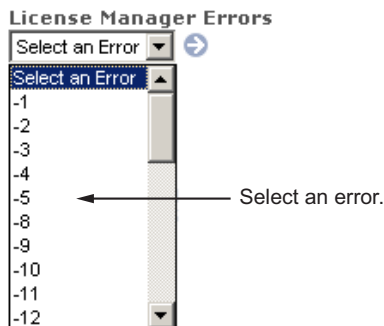 License Manager Errors
Select an Error
Select an Error
-1
-2
-3
-4
-5
Select an error.
-8
-9
-10
-11
-12